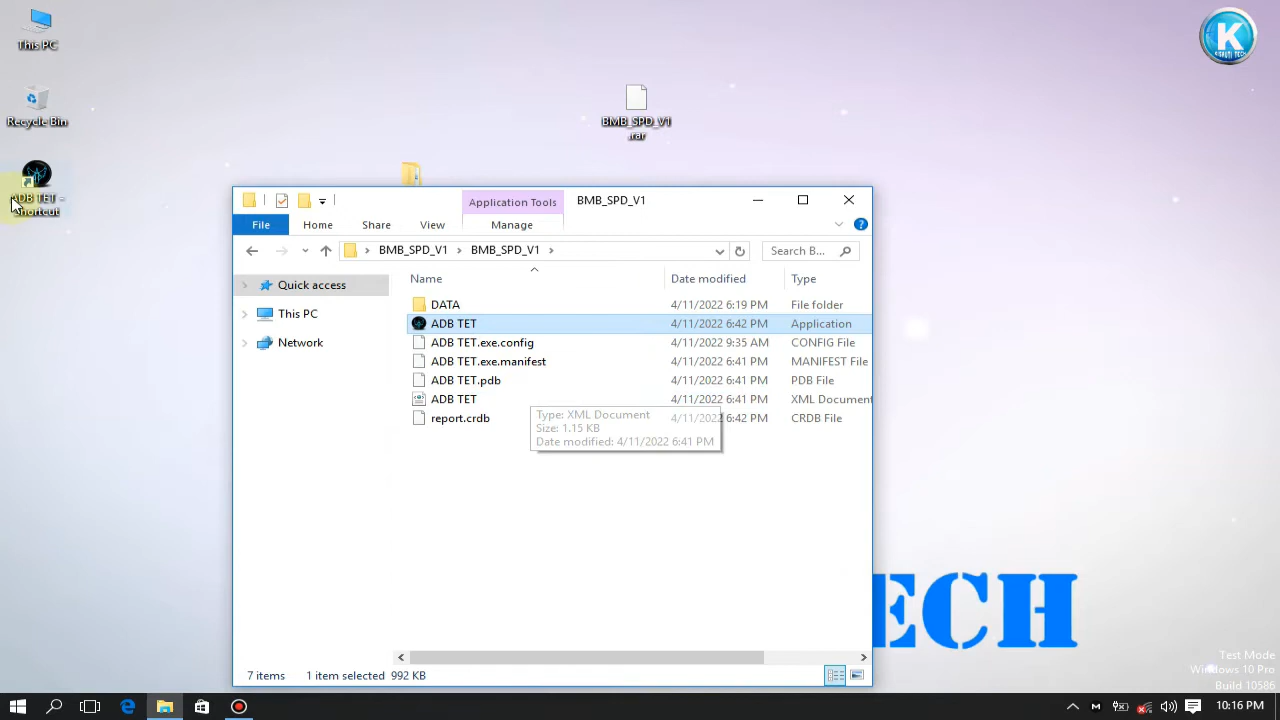 This PC
Recycle Bin
ADB TET -
Shortcut
BMB_SPD_V1
.rar
K
Application Tools
BMB_SPD_V1
File
Home
Share
View
Manage
BMB_SPD_V1 > BMB_SPD_V1 >
Search B...
Name
Date modified
Type
Quick access
This PC
Network
DATA 4/11/2022 6:19 PM File folder
ADB TET 4/11/2022 6:42 PM Application
ADB TET.exe.config 4/11/2022 9:35 AM CONFIG File
ADB TET.exe.manifest 4/11/2022 6:41 PM MANIFEST File
ADB TET.pdb 4/11/2022 6:41 PM PDB File
ADB TET 4/11/2022 6:41 PM XML Document
report.crdb 4/11/2022 6:42 PM CRDB File
Type: XML Document
Size: 1.15 KB
Date modified: 4/11/2022 6:41 PM
ECH
7 items 1 item selected 992 KB
Test Mode
Windows 10 Pro
Build 10586
10:16 PM